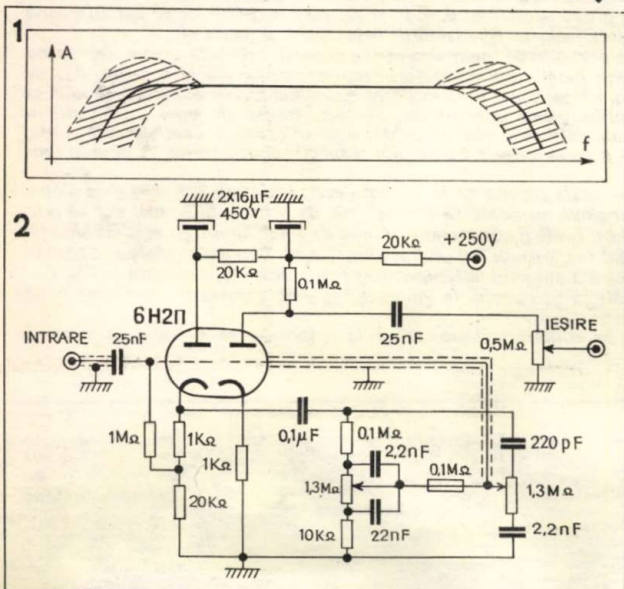 1
A
f
2
2x16µF
450V
20KΩ
20KΩ
+250V
0,1MΩ
6Н2П
INTRARE
25nF
25nF
IESIRE
0,5MΩ
1MΩ
1KΩ
1KΩ
0,1µF
0,1MΩ
2,2nF
220pF
0,1MΩ
1,3MΩ
1,3MΩ
20KΩ
10KΩ
22nF
2,2nF